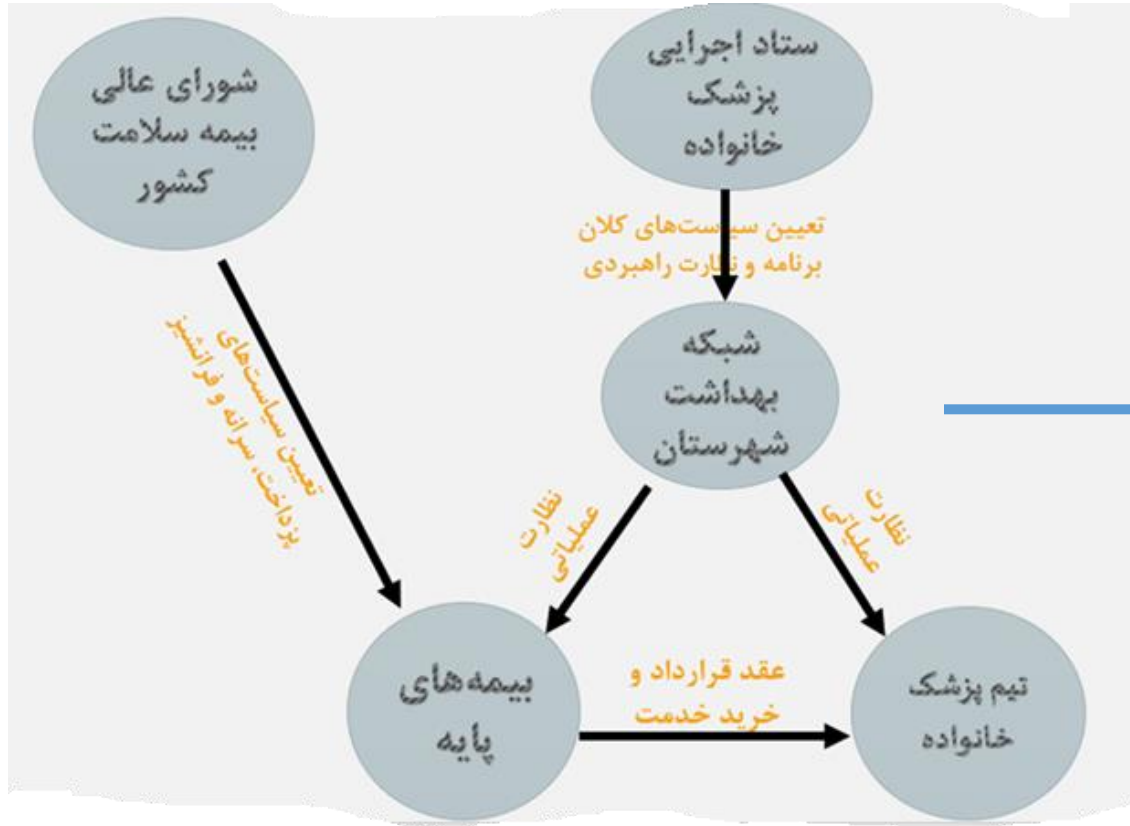 ستاد اجرایی
پزشک
خانواده
شورای عالی
بیمه سلامت
کشور
تعیین سیاست‌های کلان
برنامه و نظارت راهبردی
شبکه
بهداشت
شهرستان
تعیین سیاست‌های
پرداخت، سرانه و فرانشیز
نظارت
عملیاتی
نظارت
عملیاتی
بیمه‌های
پایه
عقد قرارداد و
خرید خدمت
تیم پزشک
خانواده